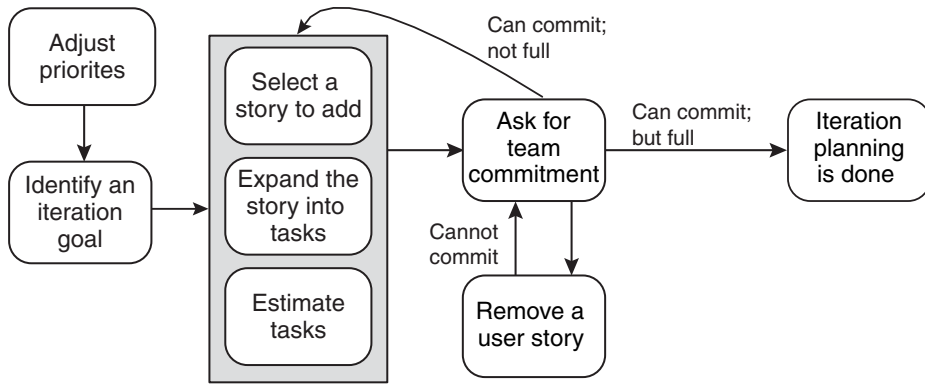 Adjust
priorites
Identify an
iteration
goal
Select a
story to add
Expand the
story into
tasks
Estimate
tasks
Can commit;
not full
Ask for
team
commitment
Can commit;
but full
Cannot
commit
Remove a
user story
Iteration
planning
is done